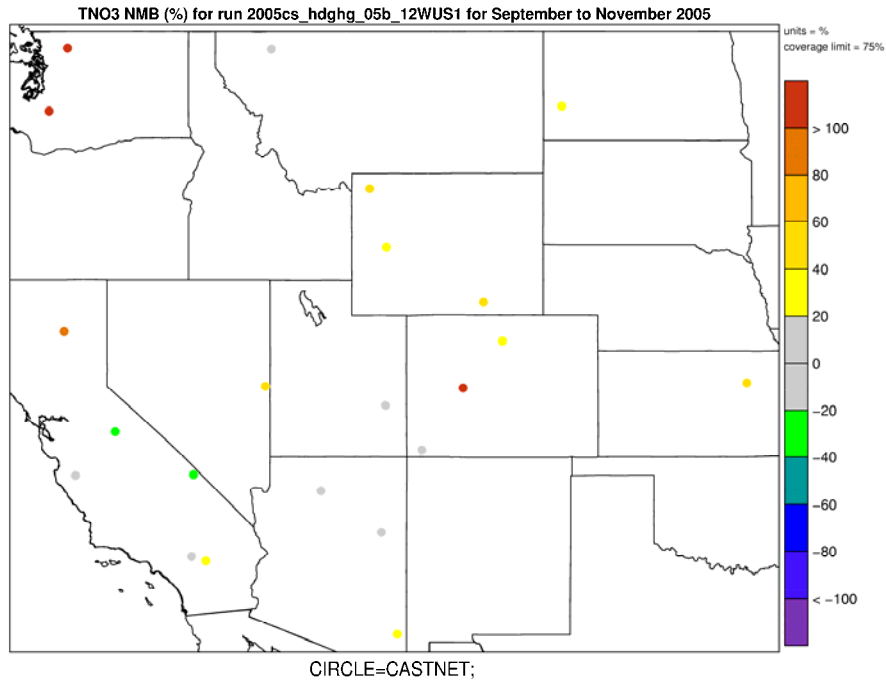 TNO3 NMB (%) for run 2005cs_hdghg_05b_12WUS1 for September to November 2005
units = %
coverage limit = 75%
> 100
80
60
40
20
0
−20
−40
−60
−80
< −100
CIRCLE=CASTNET;